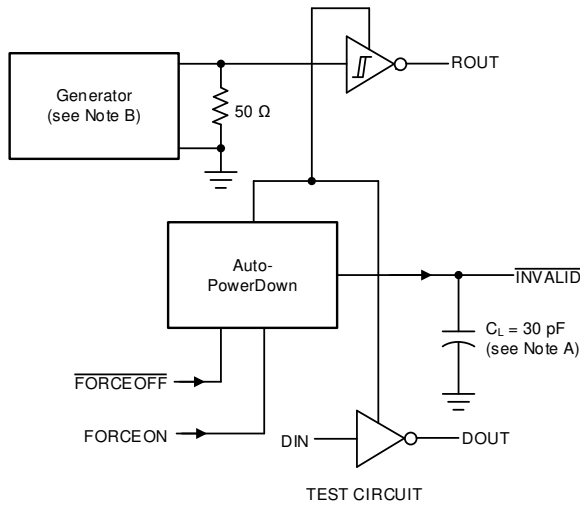 ROUT
Generator
(see Note B)
50 Ω
Auto-
PowerDown
INVALID
C_L = 30 pF
(see Note A)
FORCEOFF
FORCEON
DIN
DOUT
TEST CIRCUIT